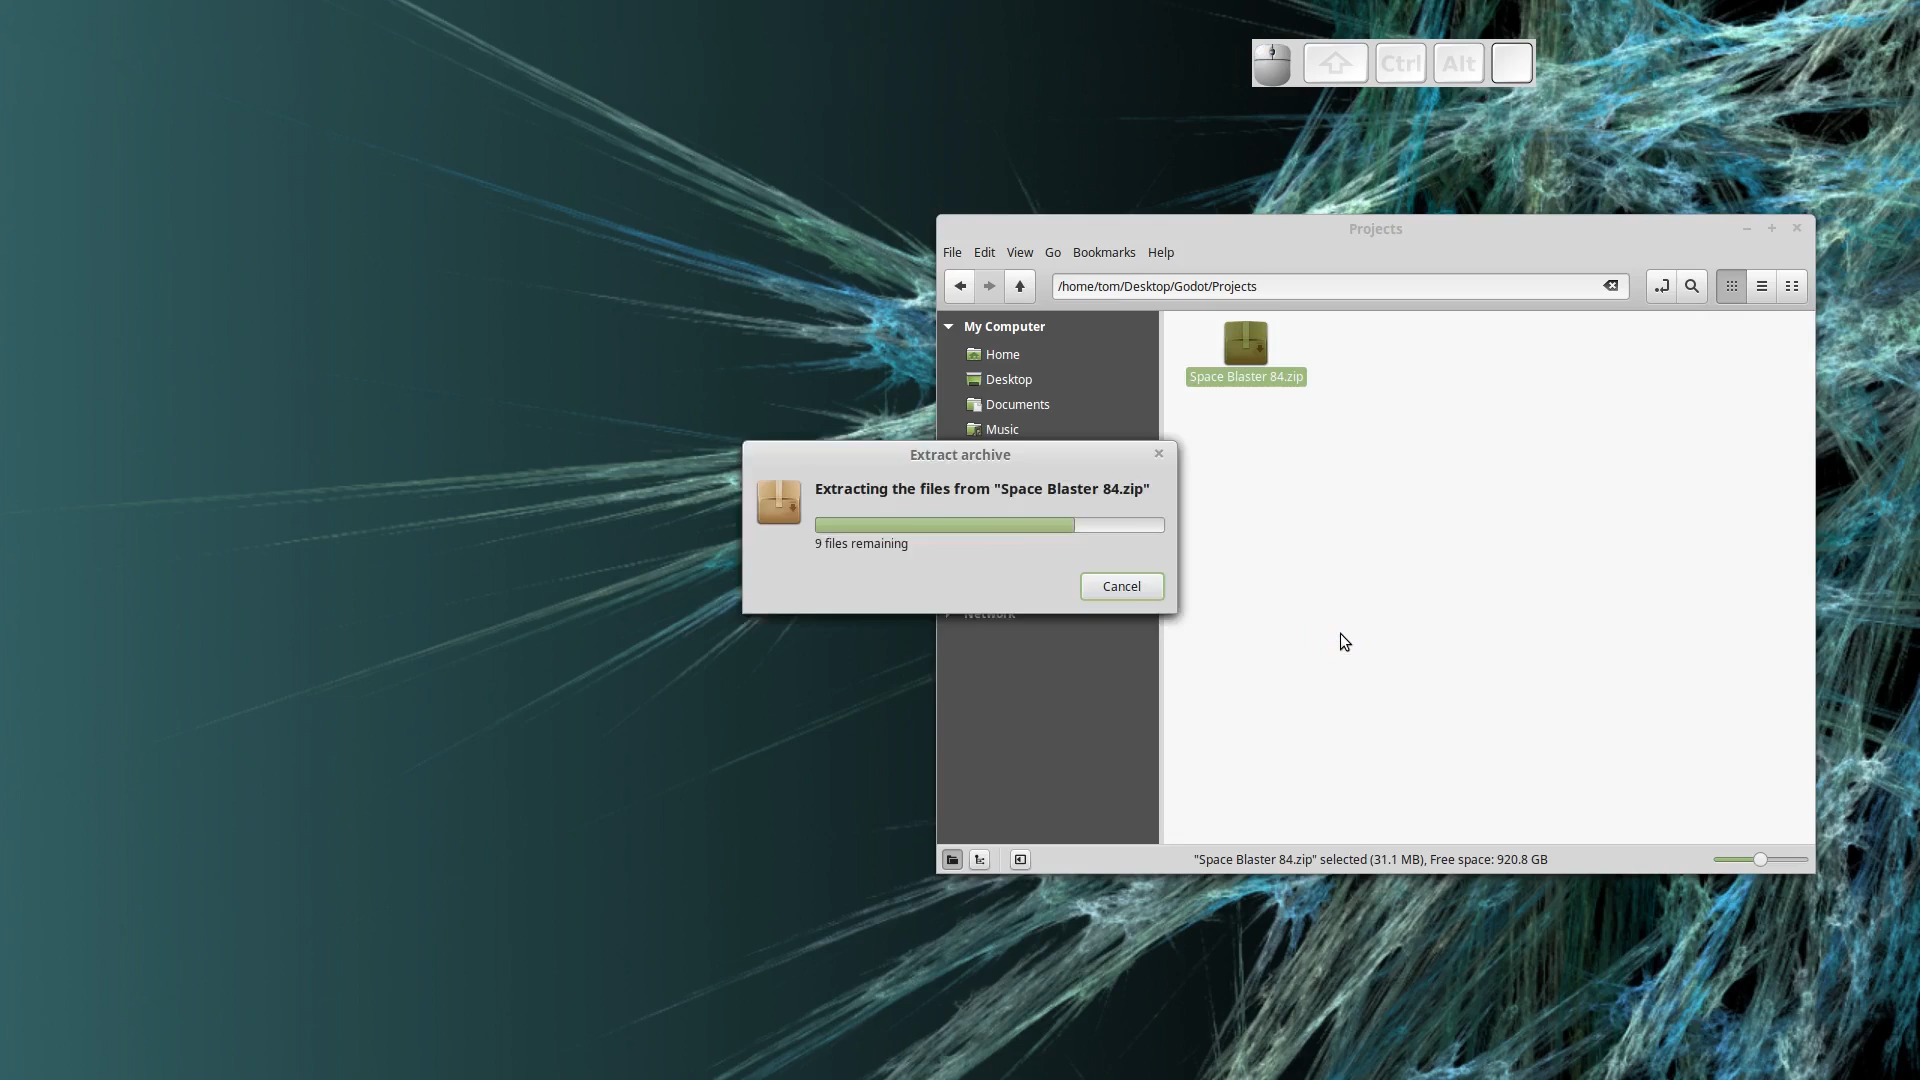 Ctrl Alt
Projects
File Edit View Go Bookmarks Help
/home/tom/Desktop/Godot/Projects
My Computer
Home
Desktop
Documents
Music
Space Blaster 84.zip
Extract archive
Extracting the files from "Space Blaster 84.zip"
9 files remaining
Cancel
Network
"Space Blaster 84.zip" selected (31.1 MB), Free space: 920.8 GB